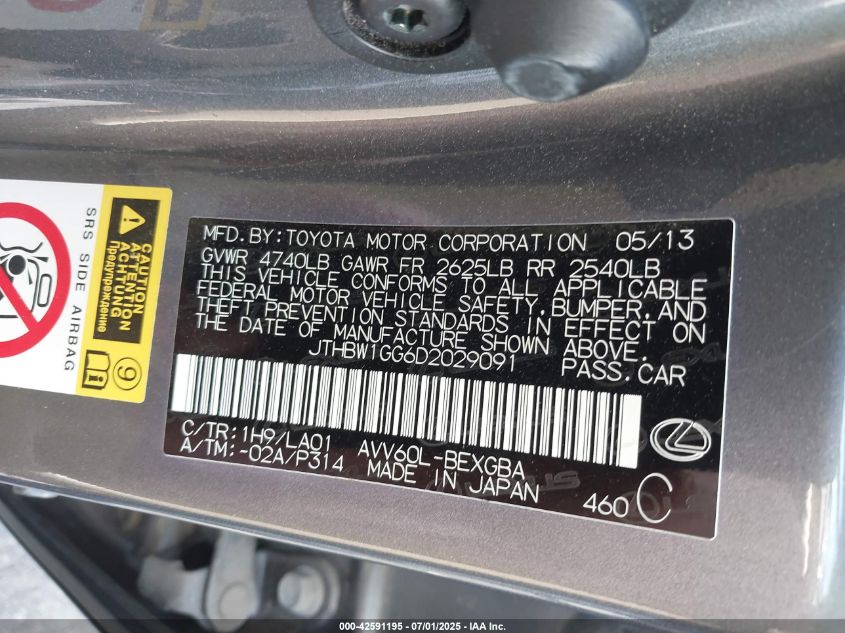 SRS SIDE AIRBAG
ATTENTION
ACHTUNG
Предупреждение
MFD.BY:TOYOTA MOTOR CORPORATION 05/13
GVWR 4740LB GAWR FR 2625LB RR 2540LB
THIS VEHICLE CONFORMS TO ALL APPLICABLE
FEDERAL MOTOR VEHICLE SAFETY,BUMPER,AND
THEFT PREVENTION STANDARDS IN EFFECT ON
THE DATE OF MANUFACTURE SHOWN ABOVE.
JTHBW1GG6D2029091 PASS.CAR
C/TR:1H9/LA01 AVV60L-BEXGBA
A/TM:-02A/P314 MADE IN JAPAN
460 C
000-42591195 - 07/01/2025 - IAA Inc.